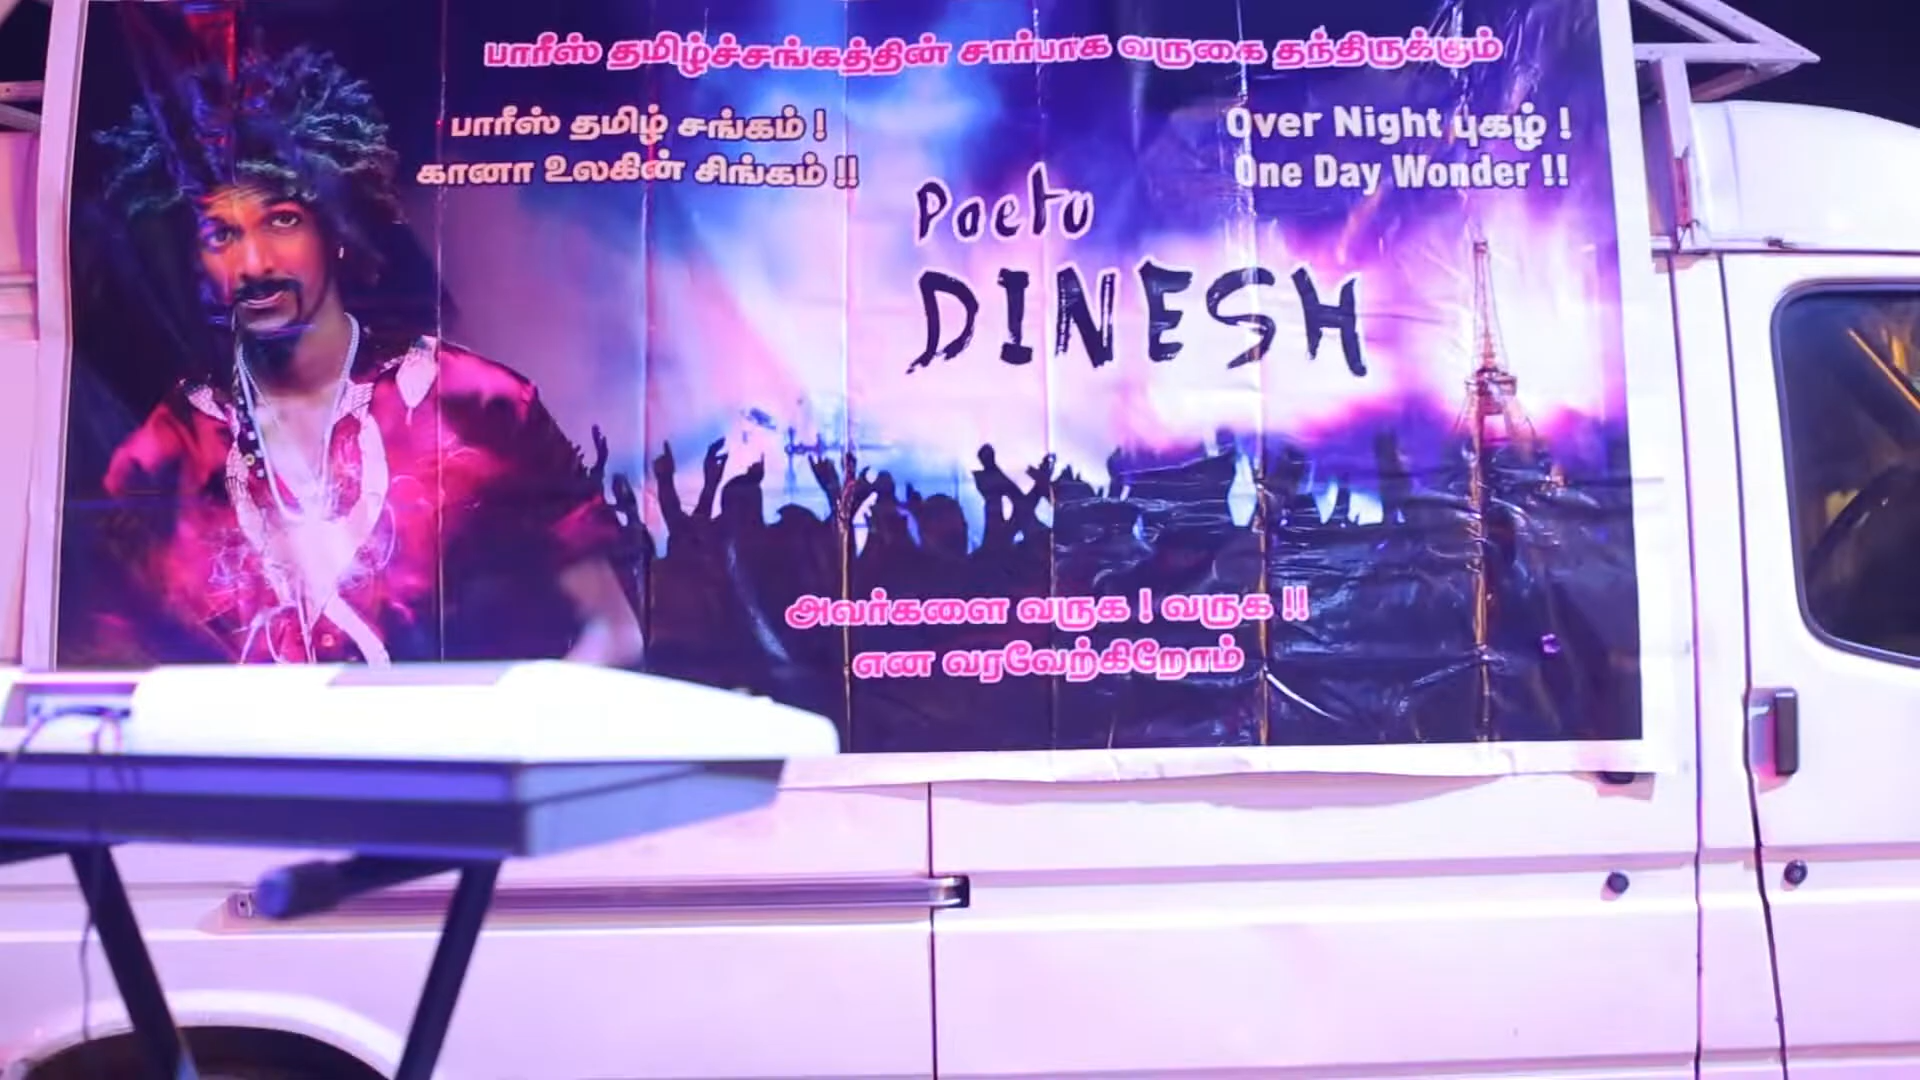 பாரீஸ் தமிழ்ச்சங்கத்தின் சார்பாக வருகை தந்திருக்கும்
பாரீஸ் தமிழ் சங்கம் !
கானா உலகின் சிங்கம் !!
Over Night புகழ் !
One Day Wonder !!
Poetu
DINESH
அவர்களை வருக ! வருக !!
என வரவேற்கிறோம்